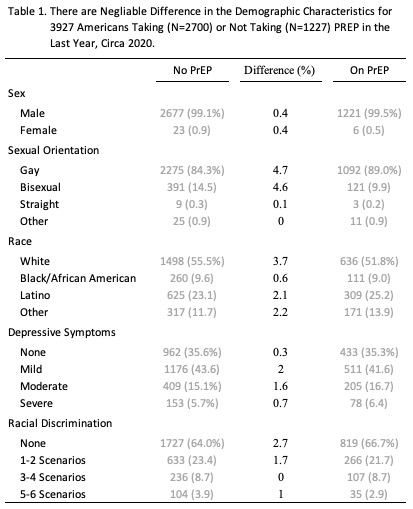 Table 1. There are Negliable Difference in the Demographic Characteristics for
3927 Americans Taking (N=2700) or Not Taking (N=1227) PREP in the
Last Year, Circa 2020.
No PrEP Difference (%) On PrEP
Sex
Male 2677 (99.1%) 0.4 1221 (99.5%)
Female 23 (0.9) 0.4 6 (0.5)
Sexual Orientation
Gay 2275 (84.3%) 4.7 1092 (89.0%)
Bisexual 391 (14.5) 4.6 121 (9.9)
Straight 9 (0.3) 0.1 3 (0.2)
Other 25 (0.9) 0 11 (0.9)
Race
White 1498 (55.5%) 3.7 636 (51.8%)
Black/African American 260 (9.6) 0.6 111 (9.0)
Latino 625 (23.1) 2.1 309 (25.2)
Other 317 (11.7) 2.2 171 (13.9)
Depressive Symptoms
None 962 (35.6%) 0.3 433 (35.3%)
Mild 1176 (43.6) 2 511 (41.6)
Moderate 409 (15.1%) 1.6 205 (16.7)
Severe 153 (5.7%) 0.7 78 (6.4)
Racial Discrimination
None 1727 (64.0%) 2.7 819 (66.7%)
1-2 Scenarios 633 (23.4) 1.7 266 (21.7)
3-4 Scenarios 236 (8.7) 0 107 (8.7)
5-6 Scenarios 104 (3.9) 1 35 (2.9)